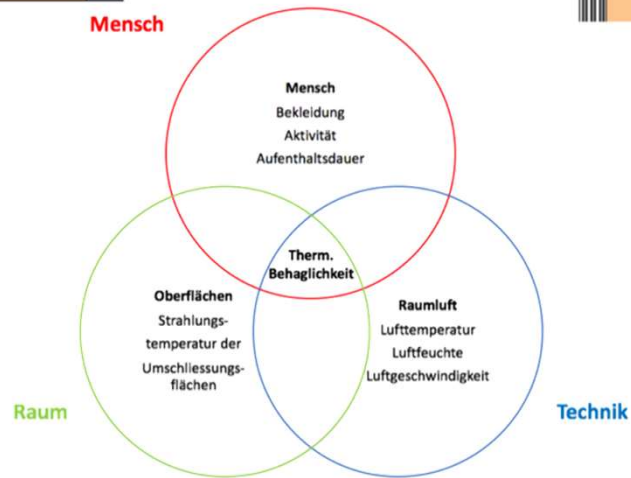 Mensch
Mensch
Bekleidung
Aktivität
Aufenthaltsdauer
Therm.
Behaglichkeit
Oberflächen
Strahlungs-
temperatur der
Umschliessungs-
flächen
Raumluft
Lufttemperatur
Luftfeuchte
Luftgeschwindigkeit
Raum
Technik